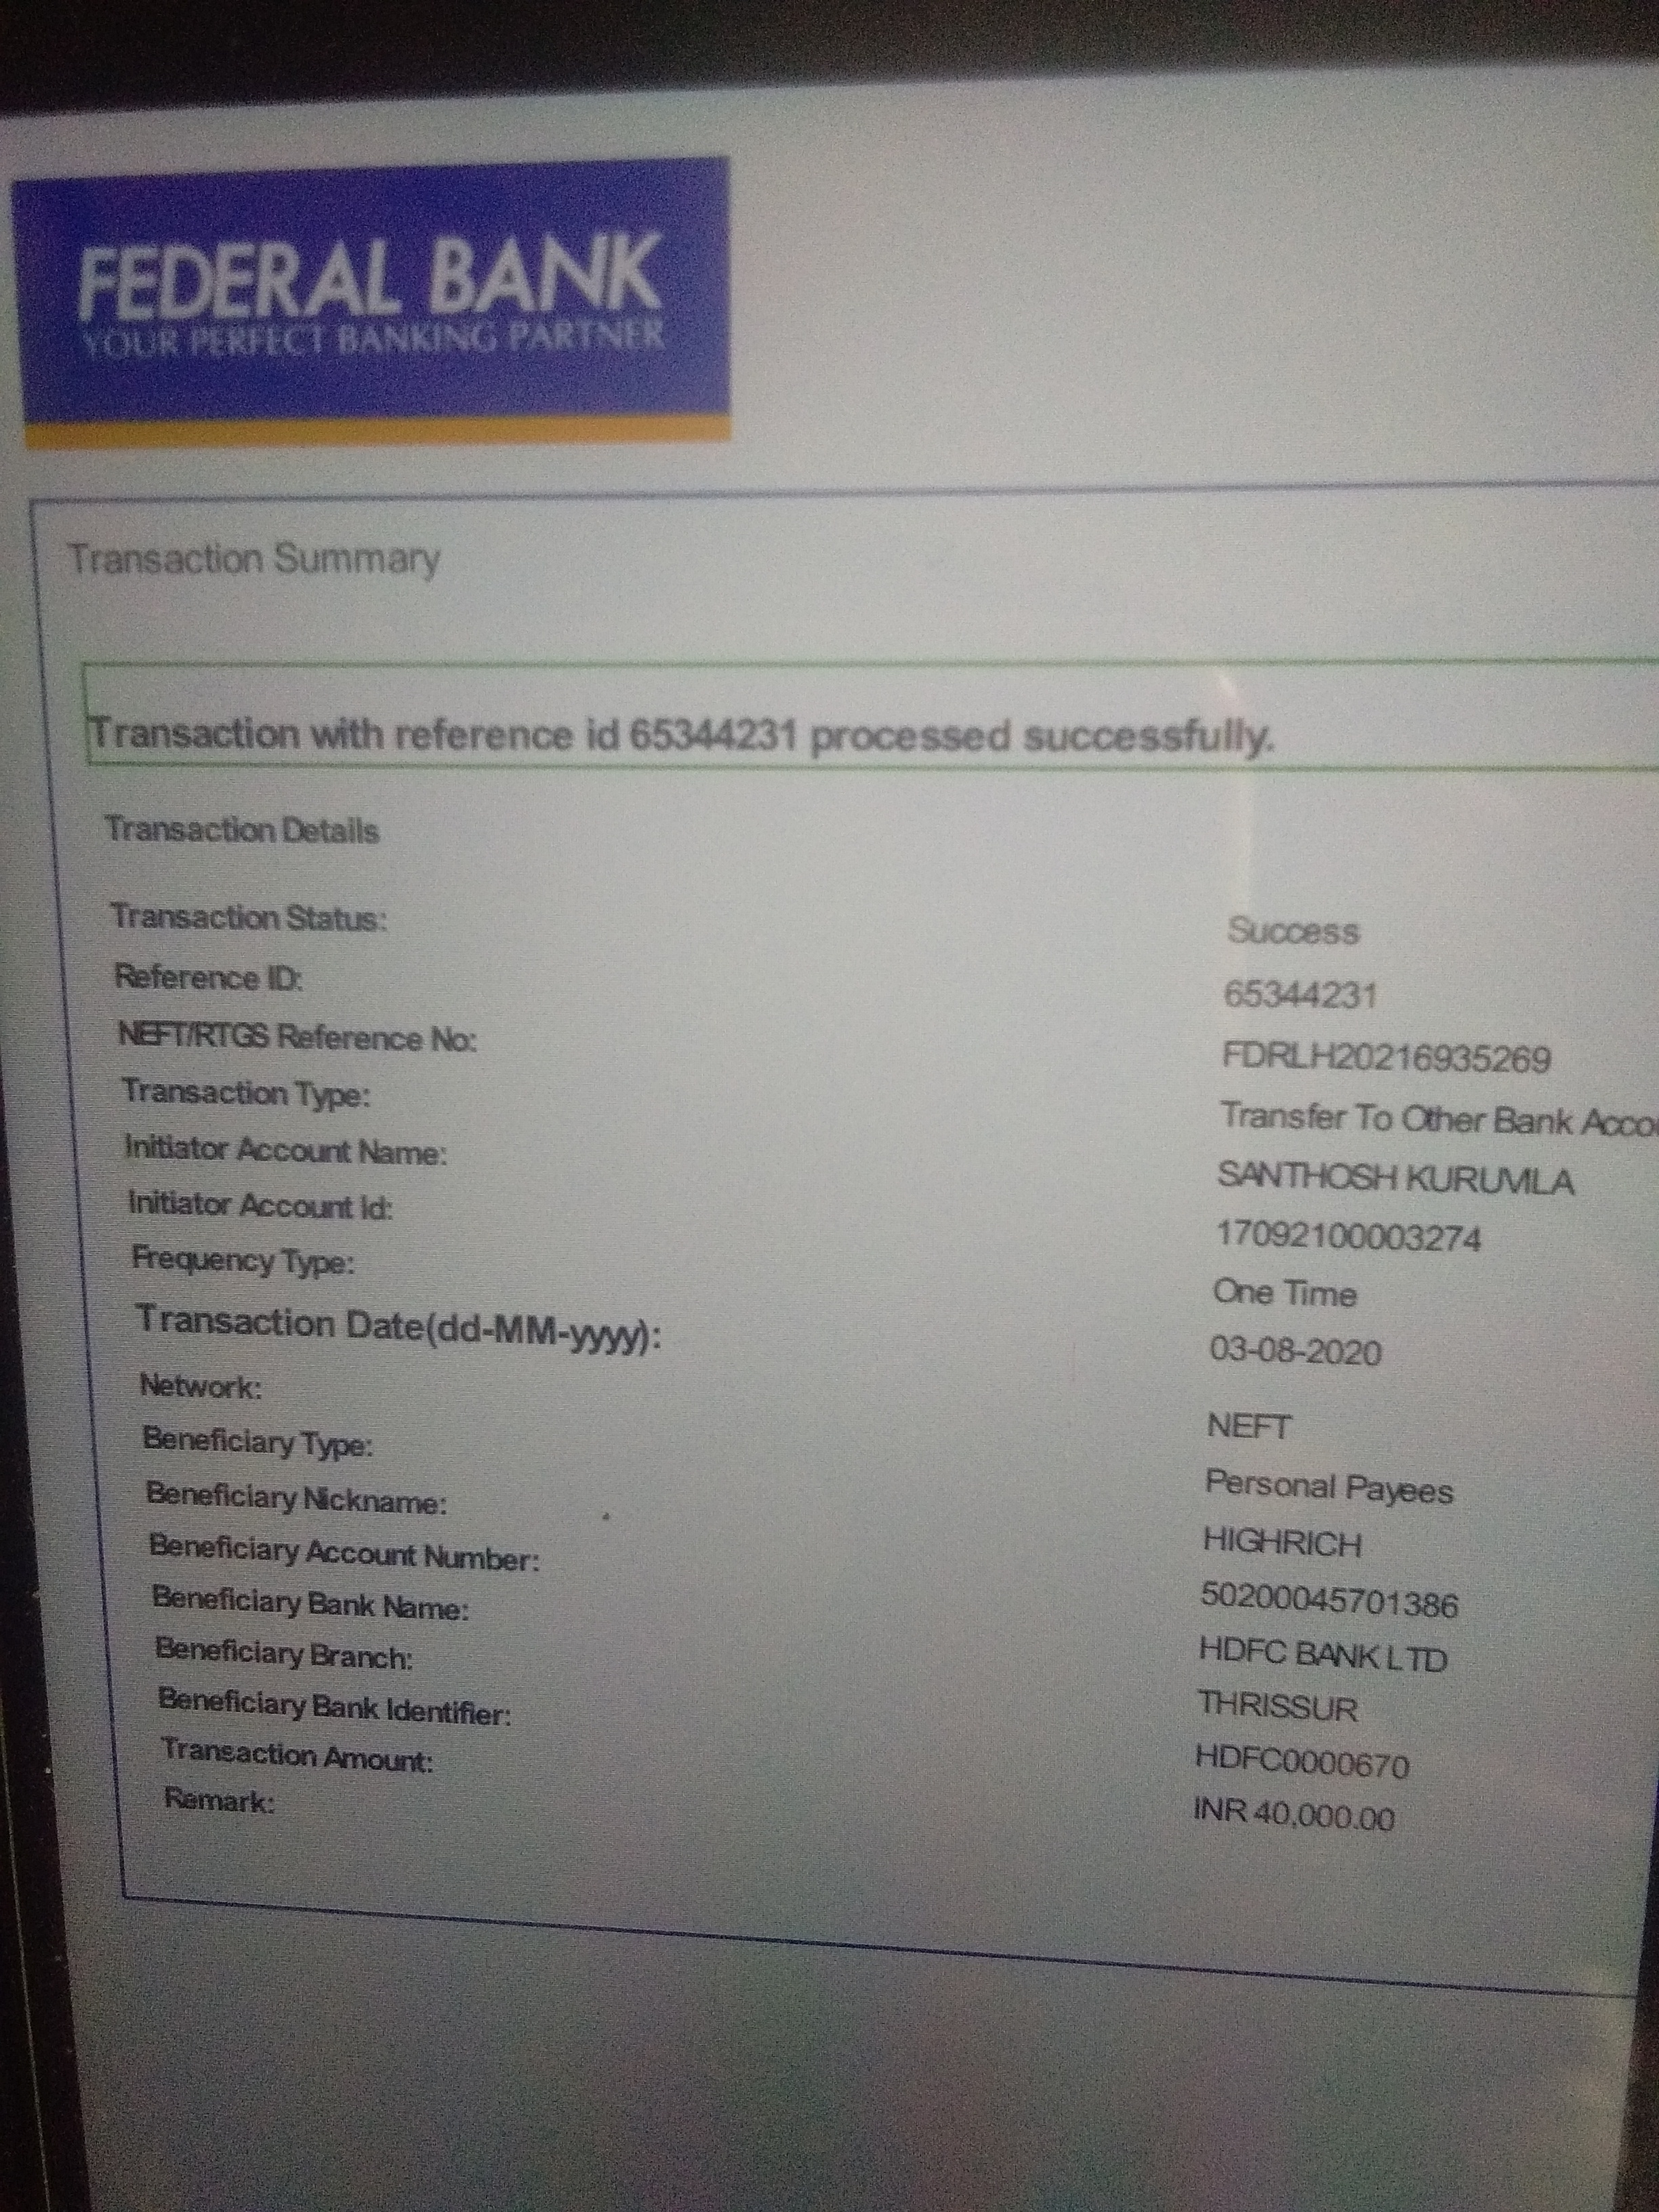 FEDERAL BANK
YOUR PERFECT BANKING PARTNER
Transaction Summary
Transaction with reference id 65344231 processed successfully.
Transaction Details
Transaction Status: Success
Reference ID: 65344231
NEFT/RTGS Reference No: FDRLH20216935269
Transaction Type: Transfer To Other Bank Acco
Initiator Account Name: SANTHOSH KURUVILA
Initiator Account Id: 17092100003274
Frequency Type: One Time
Transaction Date(dd-MM-yyyy): 03-08-2020
Network: NEFT
Beneficiary Type: Personal Payees
Beneficiary Nickname: HIGHRICH
Beneficiary Account Number: 50200045701386
Beneficiary Bank Name: HDFC BANK LTD
Beneficiary Branch: THRISSUR
Beneficiary Bank Identifier: HDFC0000670
Transaction Amount: INR 40,000.00
Remark: